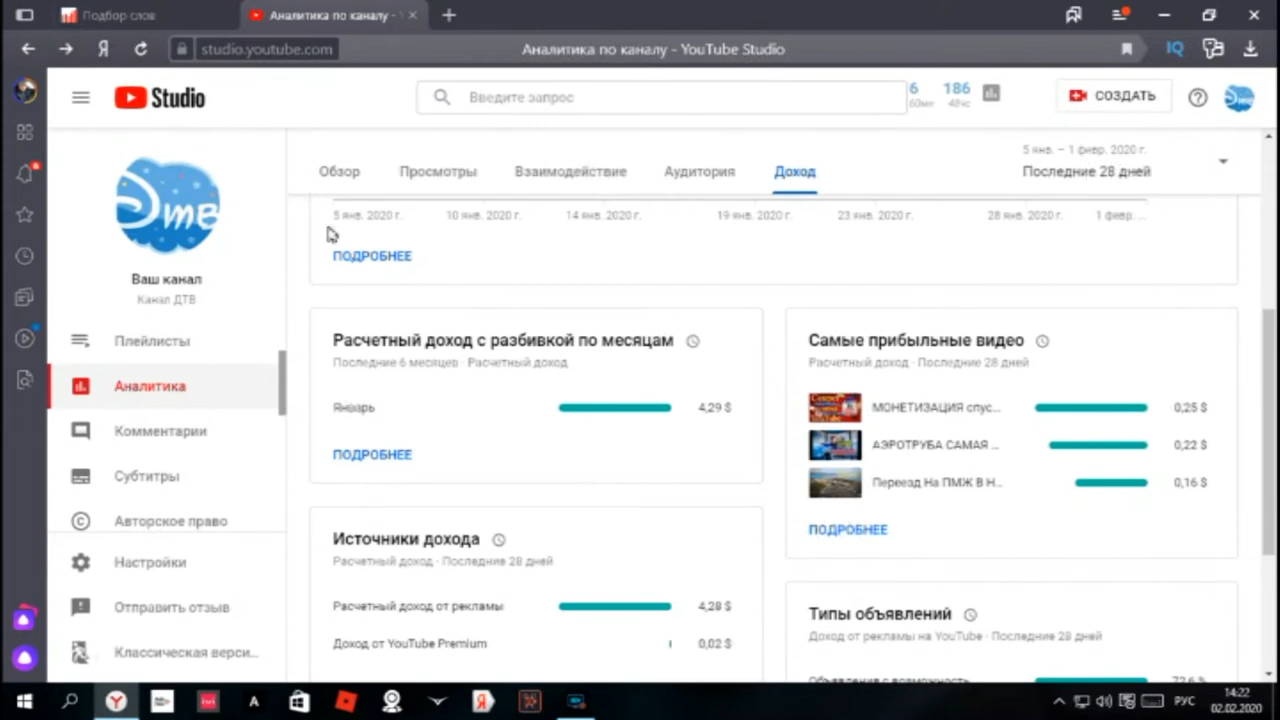 Подбор слов
Аналитика по каналу -
studio.youtube.com
Аналитика по каналу - YouTube Studio
IQ
Studio
Введите запрос
6
60мин
186
48чс
СОЗДАТЬ
Дтв
Ваш канал
Канал ДТВ
Плейлисты
Аналитика
Комментарии
Субтитры
Авторское право
Настройки
Отправить отзыв
Классическая верси...
Обзор
Просмотры
Взаимодействие
Аудитория
Доход
5 янв. – 1 февр. 2020 г.
Последние 28 дней
5 янв. 2020 г.
10 янв. 2020 г.
14 янв. 2020 г.
19 янв. 2020 г.
23 янв. 2020 г.
28 янв. 2020 г.
1 февр. ...
ПОДРОБНЕЕ
Расчетный доход с разбивкой по месяцам
Последние 6 месяцев · Расчетный доход
Январь 4,29 $
ПОДРОБНЕЕ
Источники дохода
Расчетный доход · Последние 28 дней
Расчетный доход от рекламы 4,28 $
Доход от YouTube Premium 0,02 $
Самые прибыльные видео
Расчетный доход · Последние 28 дней
МОНЕТИЗАЦИЯ спус... 0,25 $
АЭРОТРУБА САМАЯ ... 0,22 $
Переезд На ПМЖ В Н... 0,16 $
ПОДРОБНЕЕ
Типы объявлений
Доход от рекламы на YouTube · Последние 28 дней
Объявления с возможность...
РУС
14:22
02.02.2020